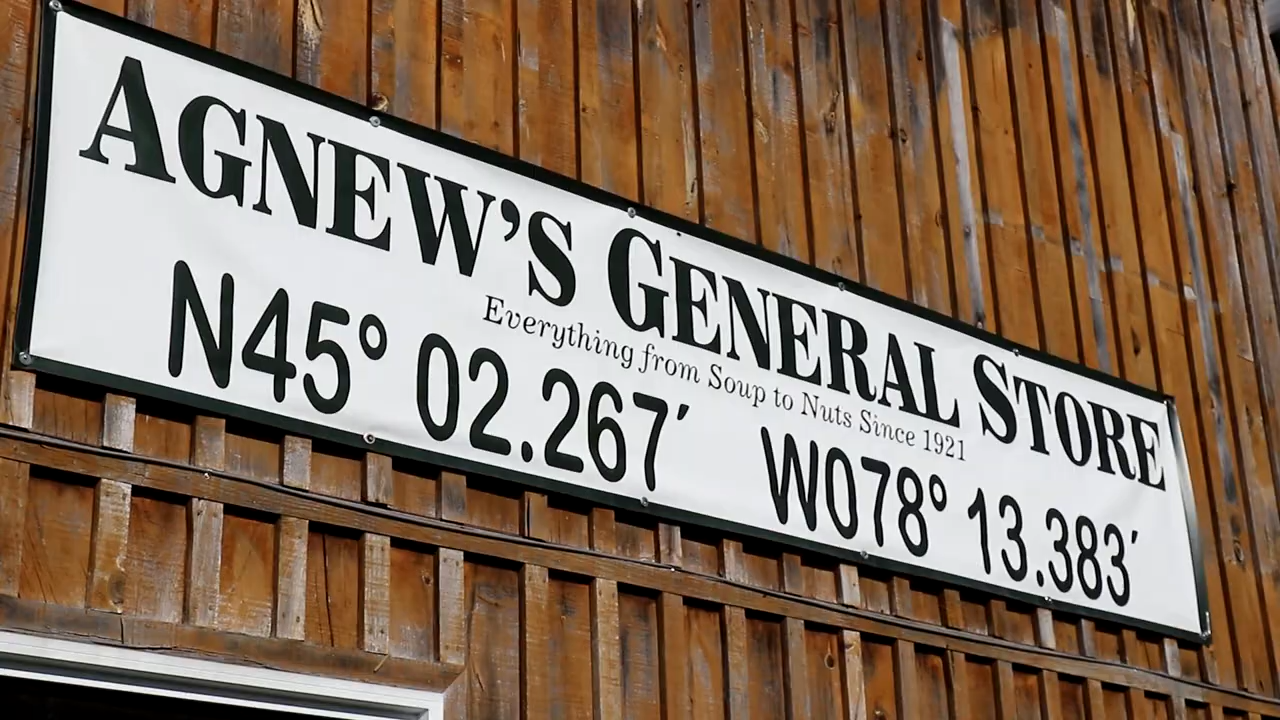 AGNEW'S GENERAL STORE
Everything from Soup to Nuts Since 1921
N45° 02.267′ W078° 13.383′